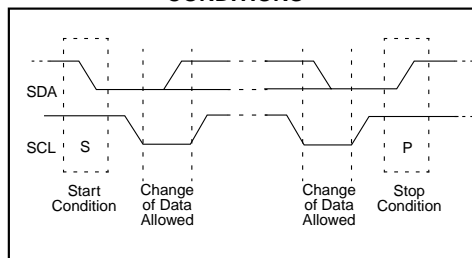 CONDITIONS
SDA
SCL S P
Start Change Change Stop
Condition of Data of Data Condition
Allowed Allowed